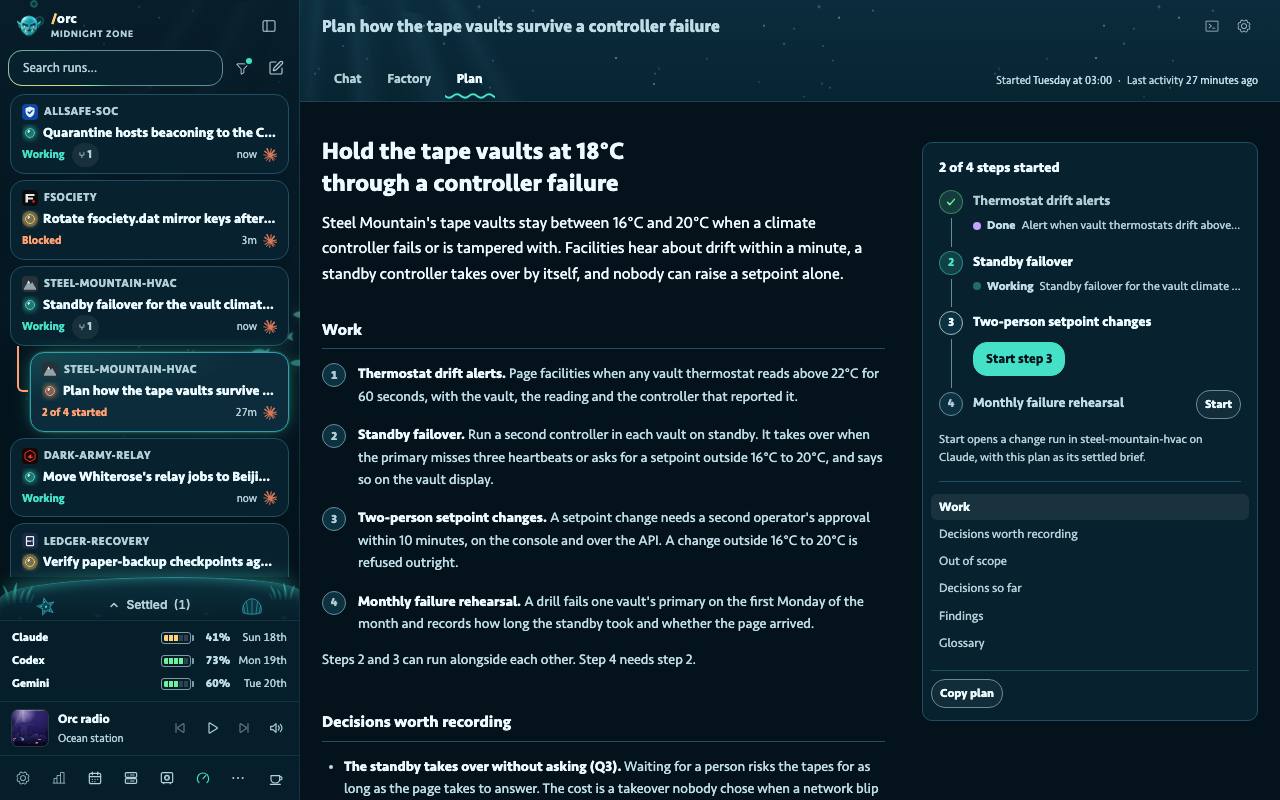 /orc
MIDNIGHT ZONE
Search runs...
ALLSAFE-SOC
Quarantine hosts beaconing to the C...
Working 1 now
FSOCIETY
Rotate fsociety.dat mirror keys after...
Blocked 3m
STEEL-MOUNTAIN-HVAC
Standby failover for the vault climat...
Working 1 now
STEEL-MOUNTAIN-HVAC
Plan how the tape vaults survive ...
2 of 4 started 27m
DARK-ARMY-RELAY
Move Whiterose's relay jobs to Beiji...
Working now
LEDGER-RECOVERY
Verify paper-backup checkpoints ag...
Settled (1)
Claude 41% Sun 18th
Codex 73% Mon 19th
Gemini 60% Tue 20th
Orc radio
Ocean station
Plan how the tape vaults survive a controller failure
Chat Factory Plan
Started Tuesday at 03:00 · Last activity 27 minutes ago
Hold the tape vaults at 18°C
through a controller failure
Steel Mountain's tape vaults stay between 16°C and 20°C when a climate
controller fails or is tampered with. Facilities hear about drift within a minute, a
standby controller takes over by itself, and nobody can raise a setpoint alone.
Work
1 Thermostat drift alerts. Page facilities when any vault thermostat reads above 22°C for
60 seconds, with the vault, the reading and the controller that reported it.
2 Standby failover. Run a second controller in each vault on standby. It takes over when
the primary misses three heartbeats or asks for a setpoint outside 16°C to 20°C, and says
so on the vault display.
3 Two-person setpoint changes. A setpoint change needs a second operator's approval
within 10 minutes, on the console and over the API. A change outside 16°C to 20°C is
refused outright.
4 Monthly failure rehearsal. A drill fails one vault's primary on the first Monday of the
month and records how long the standby took and whether the page arrived.
Steps 2 and 3 can run alongside each other. Step 4 needs step 2.
Decisions worth recording
• The standby takes over without asking (Q3). Waiting for a person risks the tapes for as
long as the page takes to answer. The cost is a takeover nobody chose when a network blip
2 of 4 steps started
Thermostat drift alerts
Done Alert when vault thermostats drift above...
2 Standby failover
Working Standby failover for the vault climate ...
3 Two-person setpoint changes
Start step 3
4 Monthly failure rehearsal Start
Start opens a change run in steel-mountain-hvac on
Claude, with this plan as its settled brief.
Work
Decisions worth recording
Out of scope
Decisions so far
Findings
Glossary
Copy plan